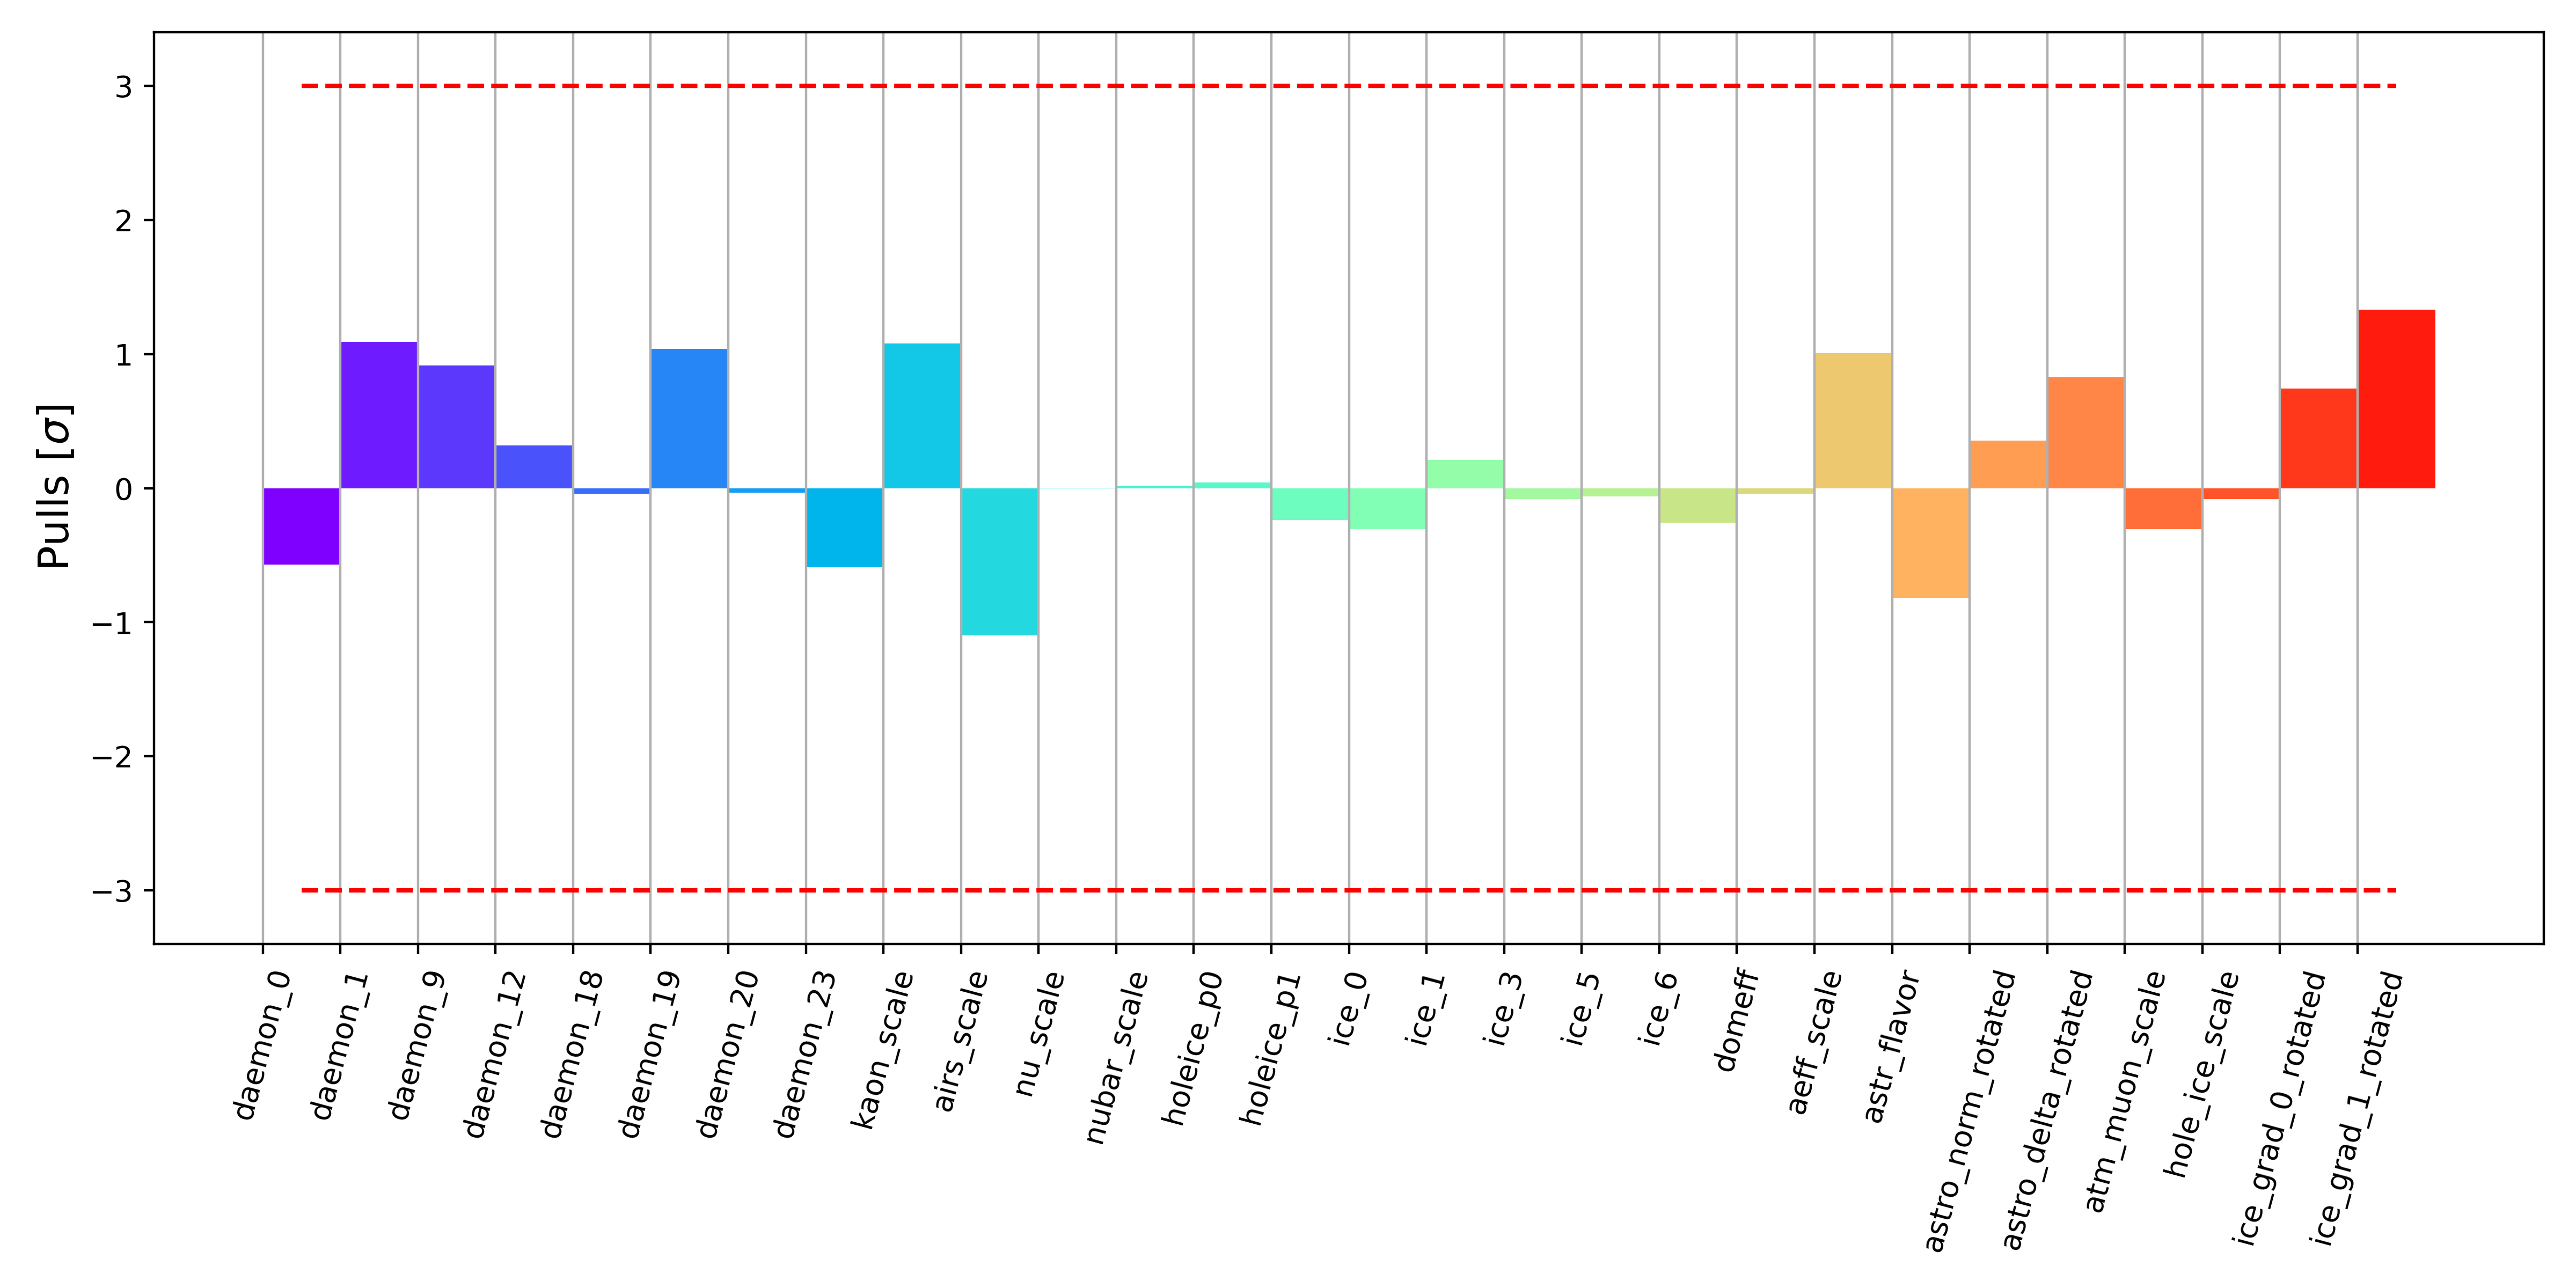 Pulls [σ]
3
2
1
0
−1
−2
−3
daemon_0
daemon_1
daemon_9
daemon_12
daemon_18
daemon_19
daemon_20
daemon_23
kaon_scale
airs_scale
nu_scale
nubar_scale
holeice_p0
holeice_p1
ice_0
ice_1
ice_3
ice_5
ice_6
domeff
aeff_scale
astr_flavor
astro_norm_rotated
astro_delta_rotated
atm_muon_scale
hole_ice_scale
ice_grad_0_rotated
ice_grad_1_rotated